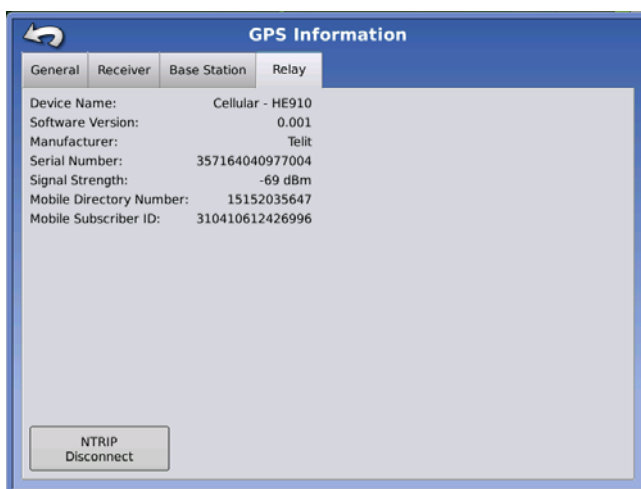 GPS Information
General Receiver Base Station Relay
Device Name: Cellular - HE910
Software Version: 0.001
Manufacturer: Telit
Serial Number: 357164040977004
Signal Strength: -69 dBm
Mobile Directory Number: 15152035647
Mobile Subscriber ID: 310410612426996
NTRIP
Disconnect